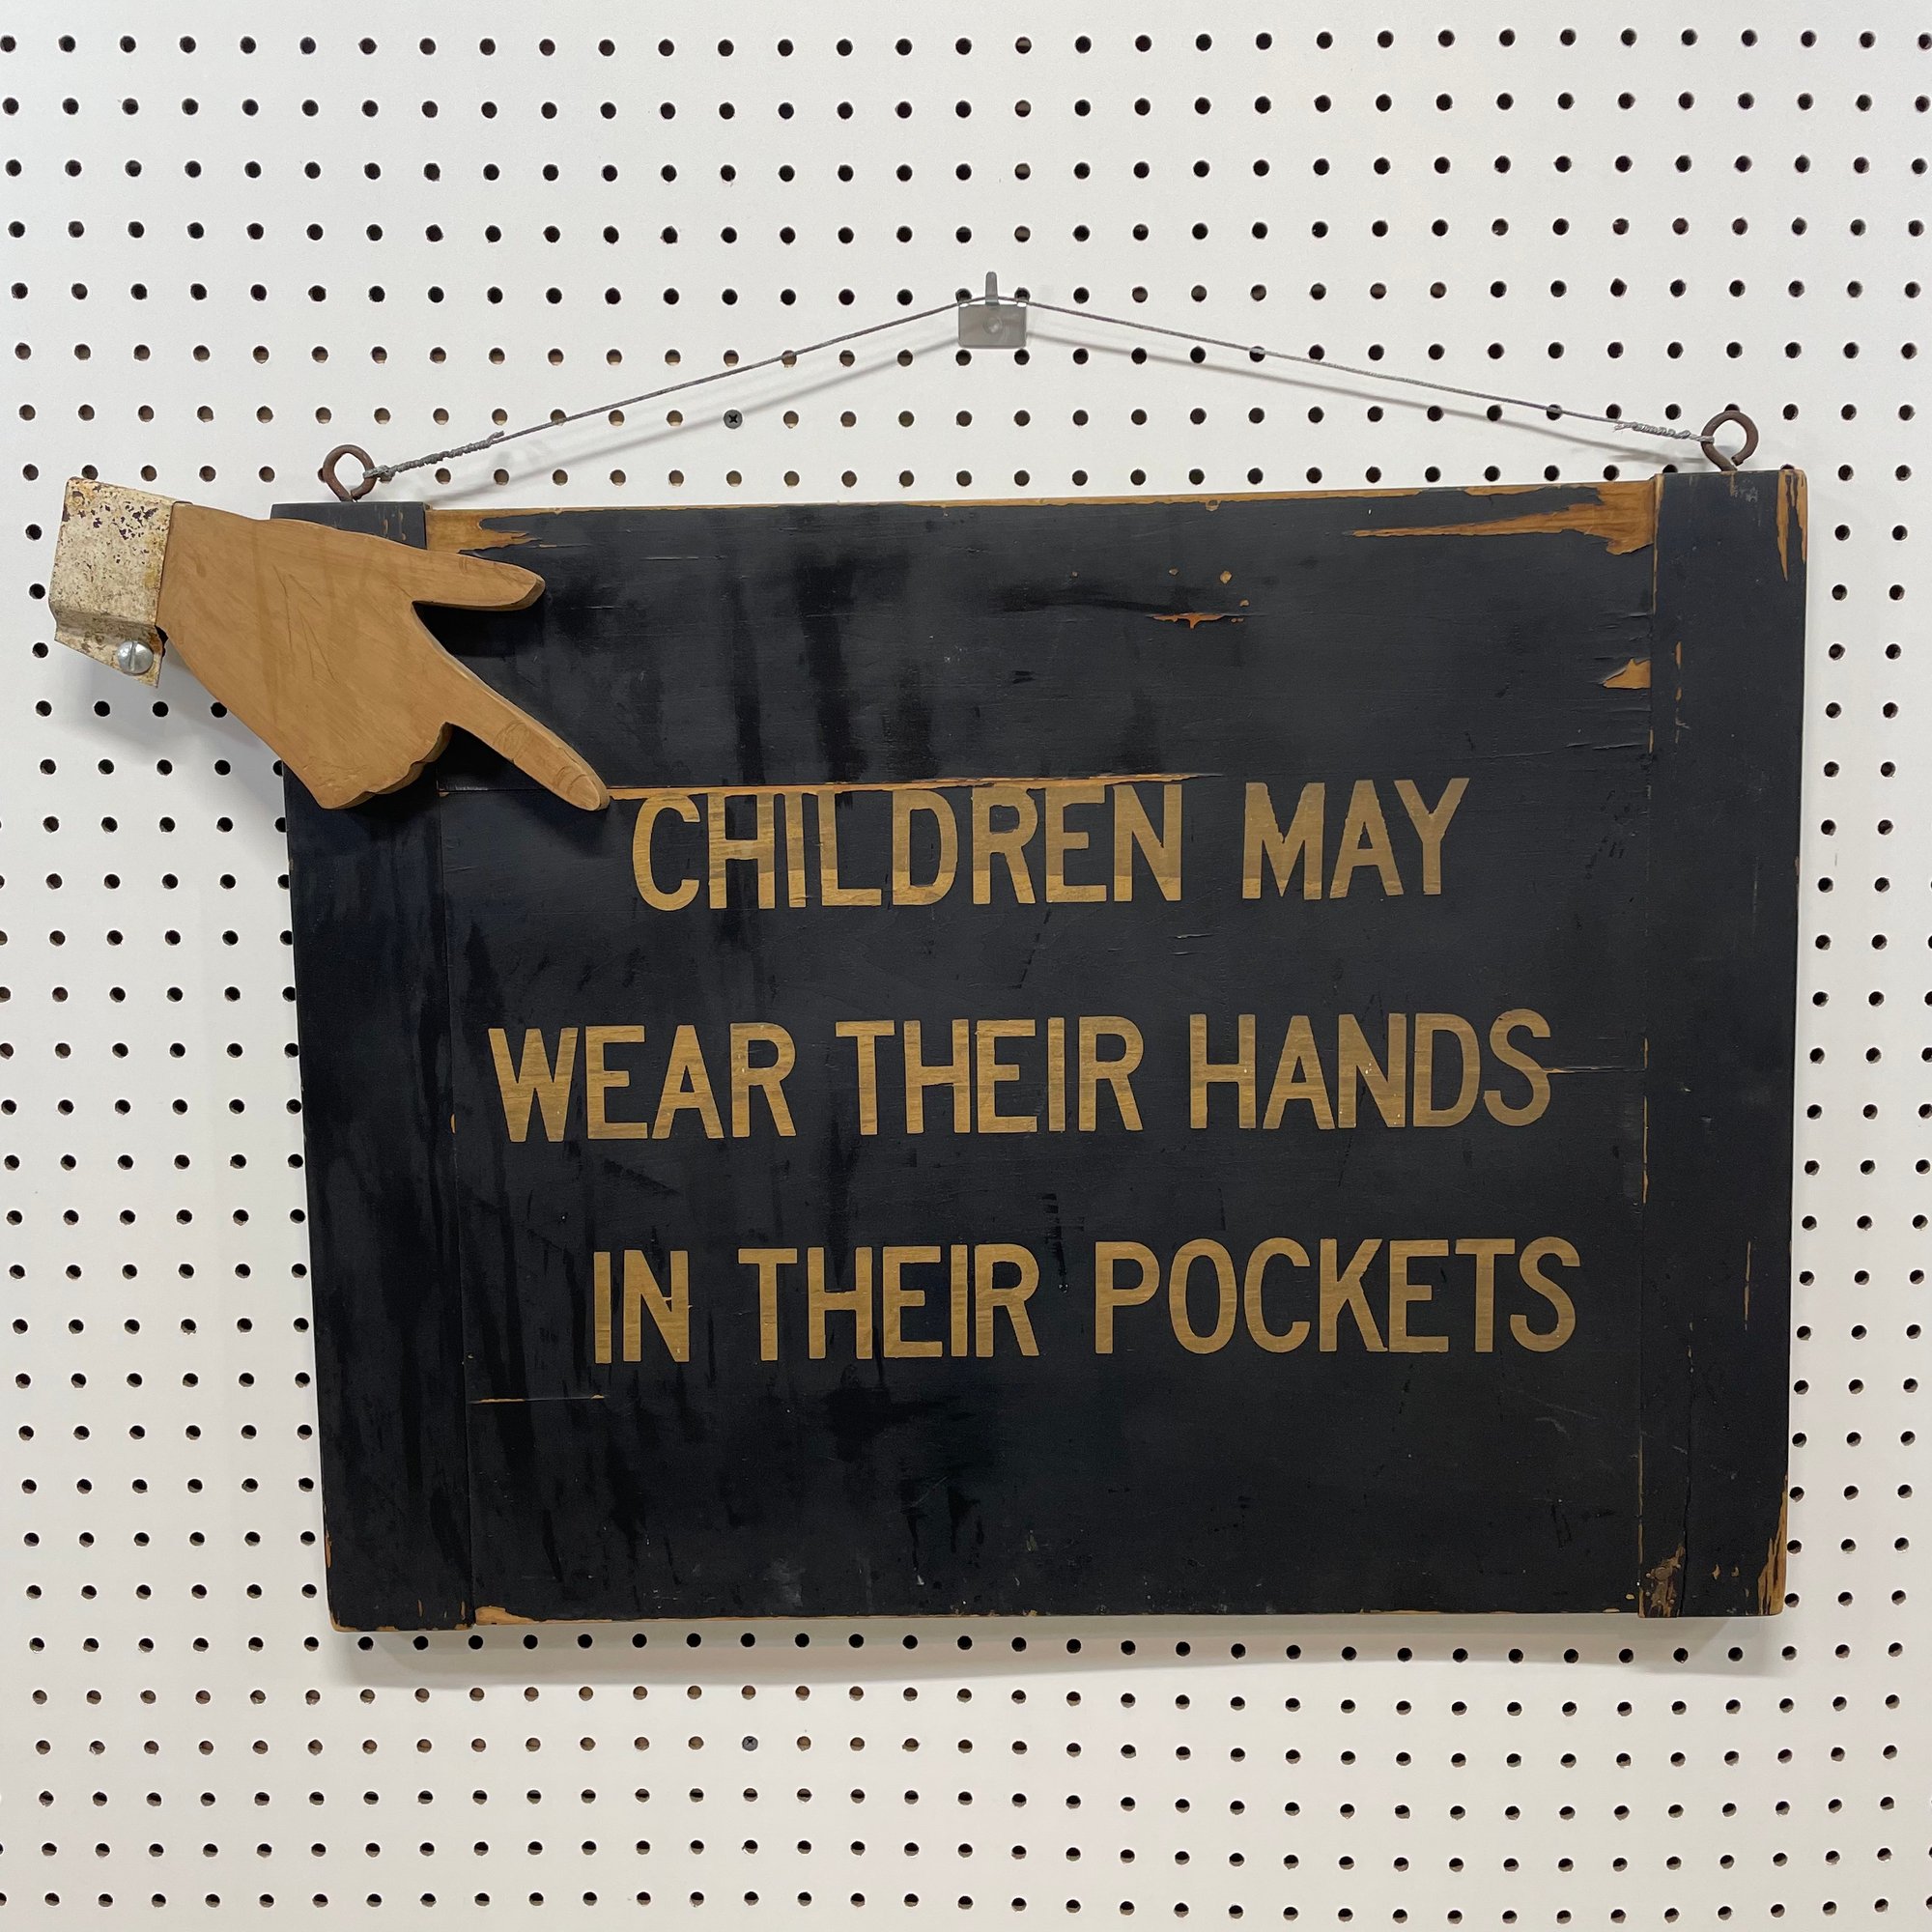 CHILDREN MAY
WEAR THEIR HANDS
IN THEIR POCKETS